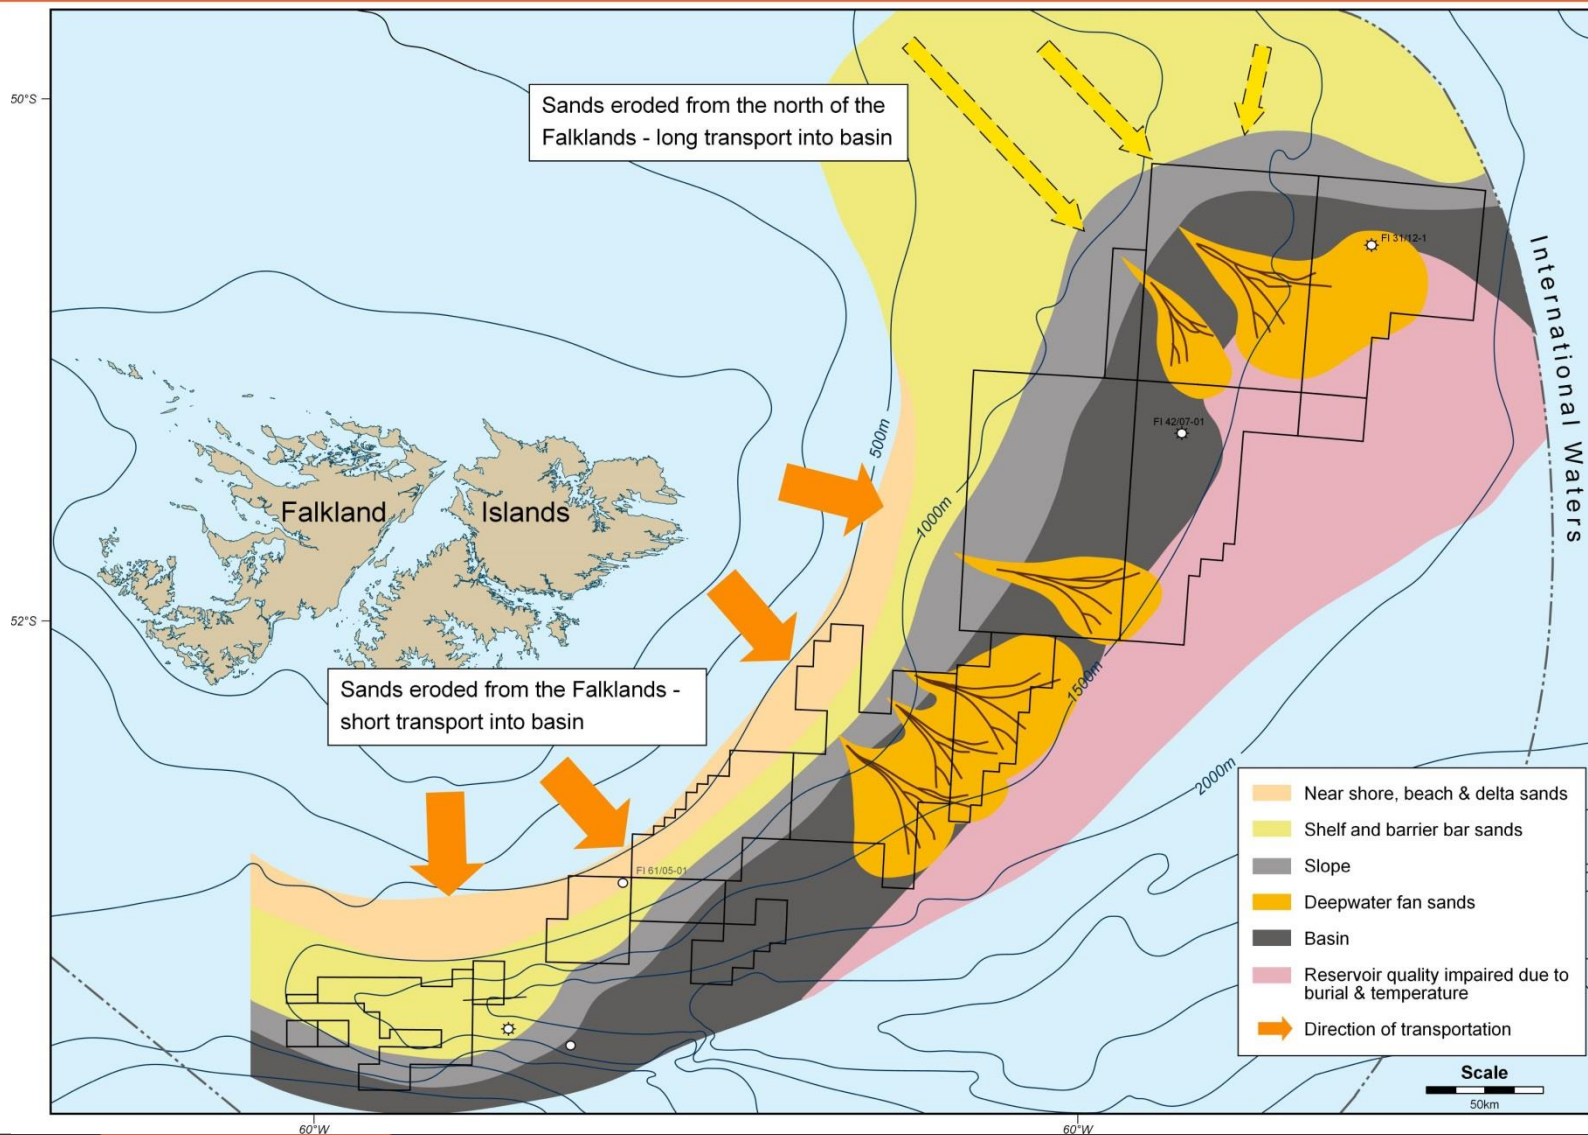 50°S
Sands eroded from the north of the
Falklands - long transport into basin
FI 31/12-1
International Waters
500m
FI 42/07-01
Falkland Islands
1000m
52°S
Sands eroded from the Falklands -
short transport into basin
1500m
2000m
FI 61/05-01
Near shore, beach & delta sands
Shelf and barrier bar sands
Slope
Deepwater fan sands
Basin
Reservoir quality impaired due to
burial & temperature
Direction of transportation
Scale
50km
60°W
60°W